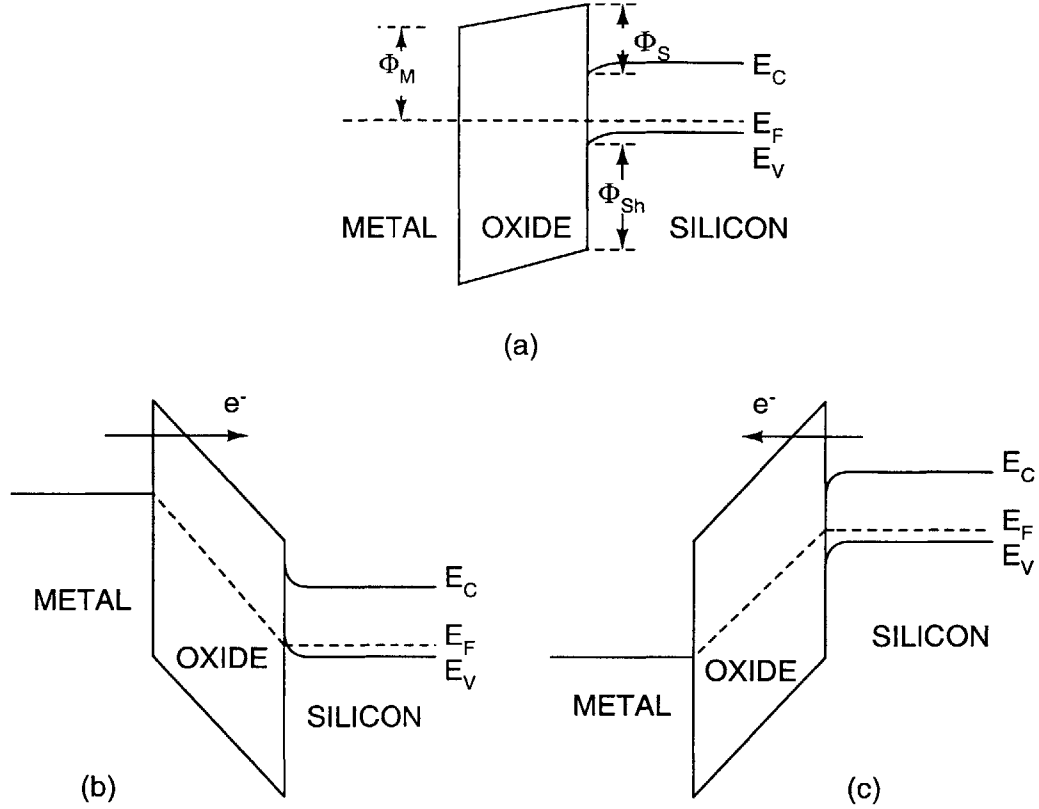 Φ_S
Φ_M
E_C
E_F
E_V
Φ_Sh
METAL OXIDE SILICON
(a)
e-
e-
E_C
E_F
E_V
E_C
E_F
E_V
METAL
OXIDE
SILICON
METAL
OXIDE
SILICON
(b)
(c)